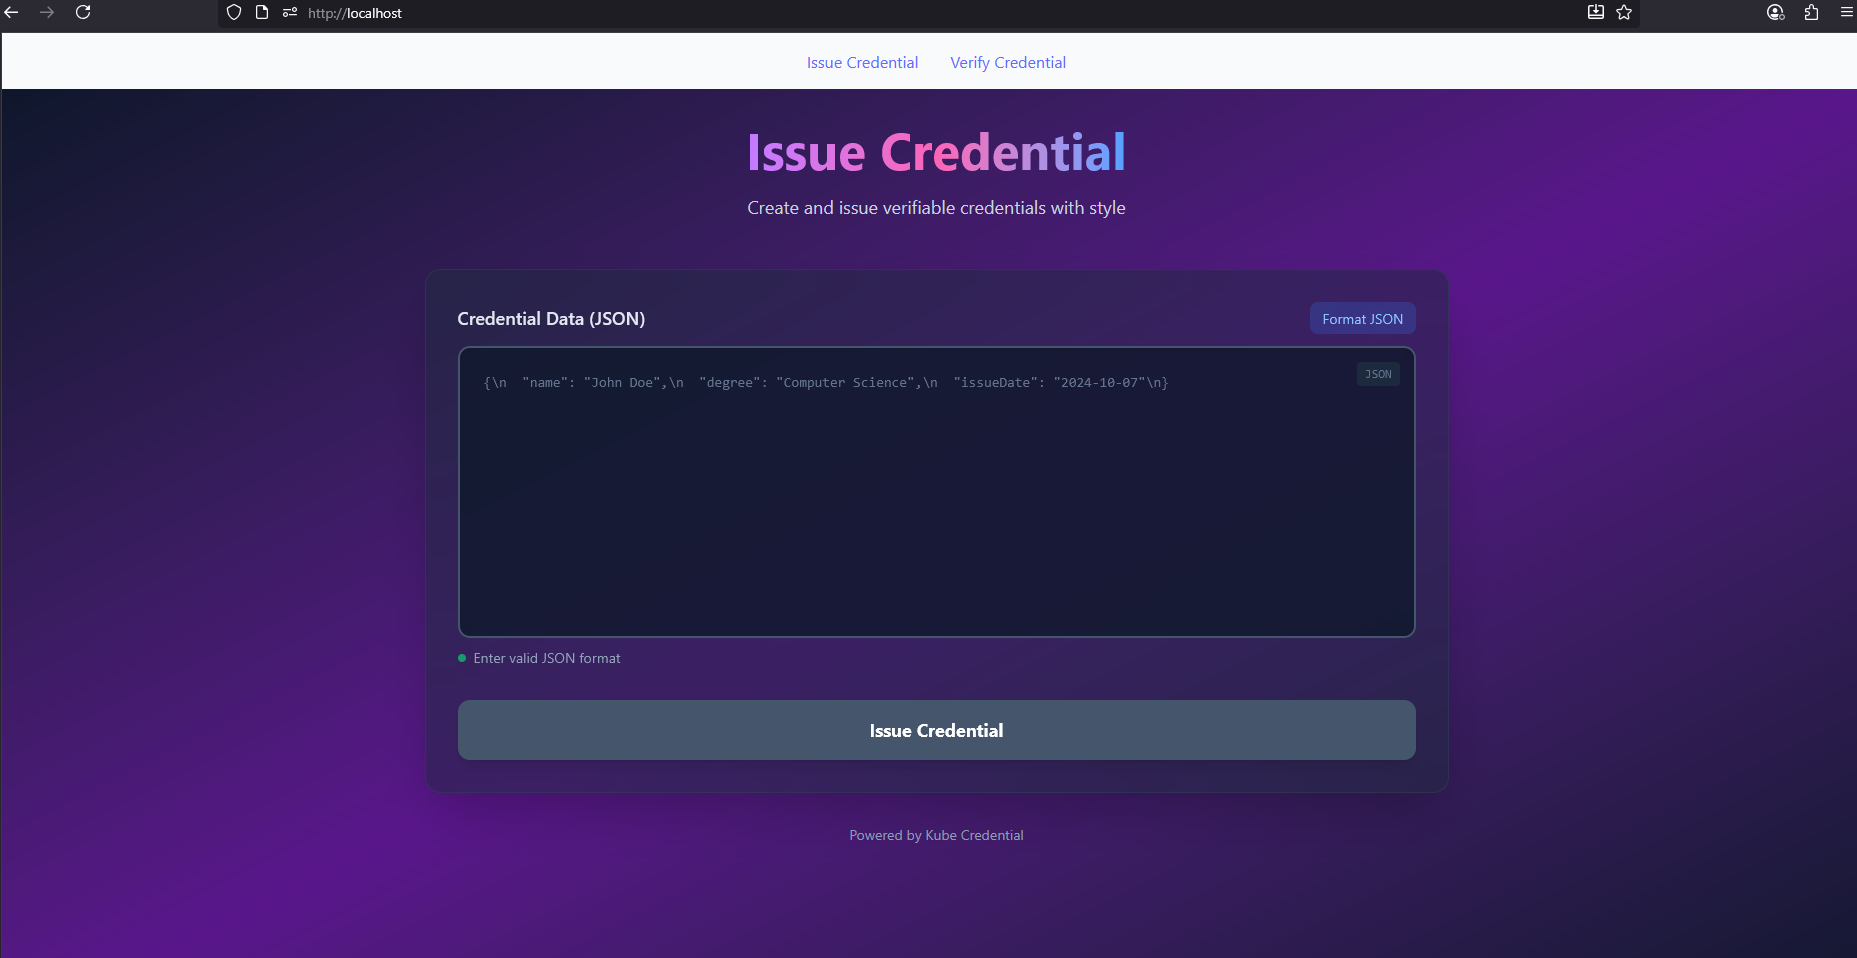 http://localhost
Issue Credential Verify Credential
Issue Credential
Create and issue verifiable credentials with style
Credential Data (JSON) Format JSON
JSON
{\n  "name": "John Doe",\n  "degree": "Computer Science",\n  "issueDate": "2024-10-07"\n}
Enter valid JSON format
Issue Credential
Powered by Kube Credential